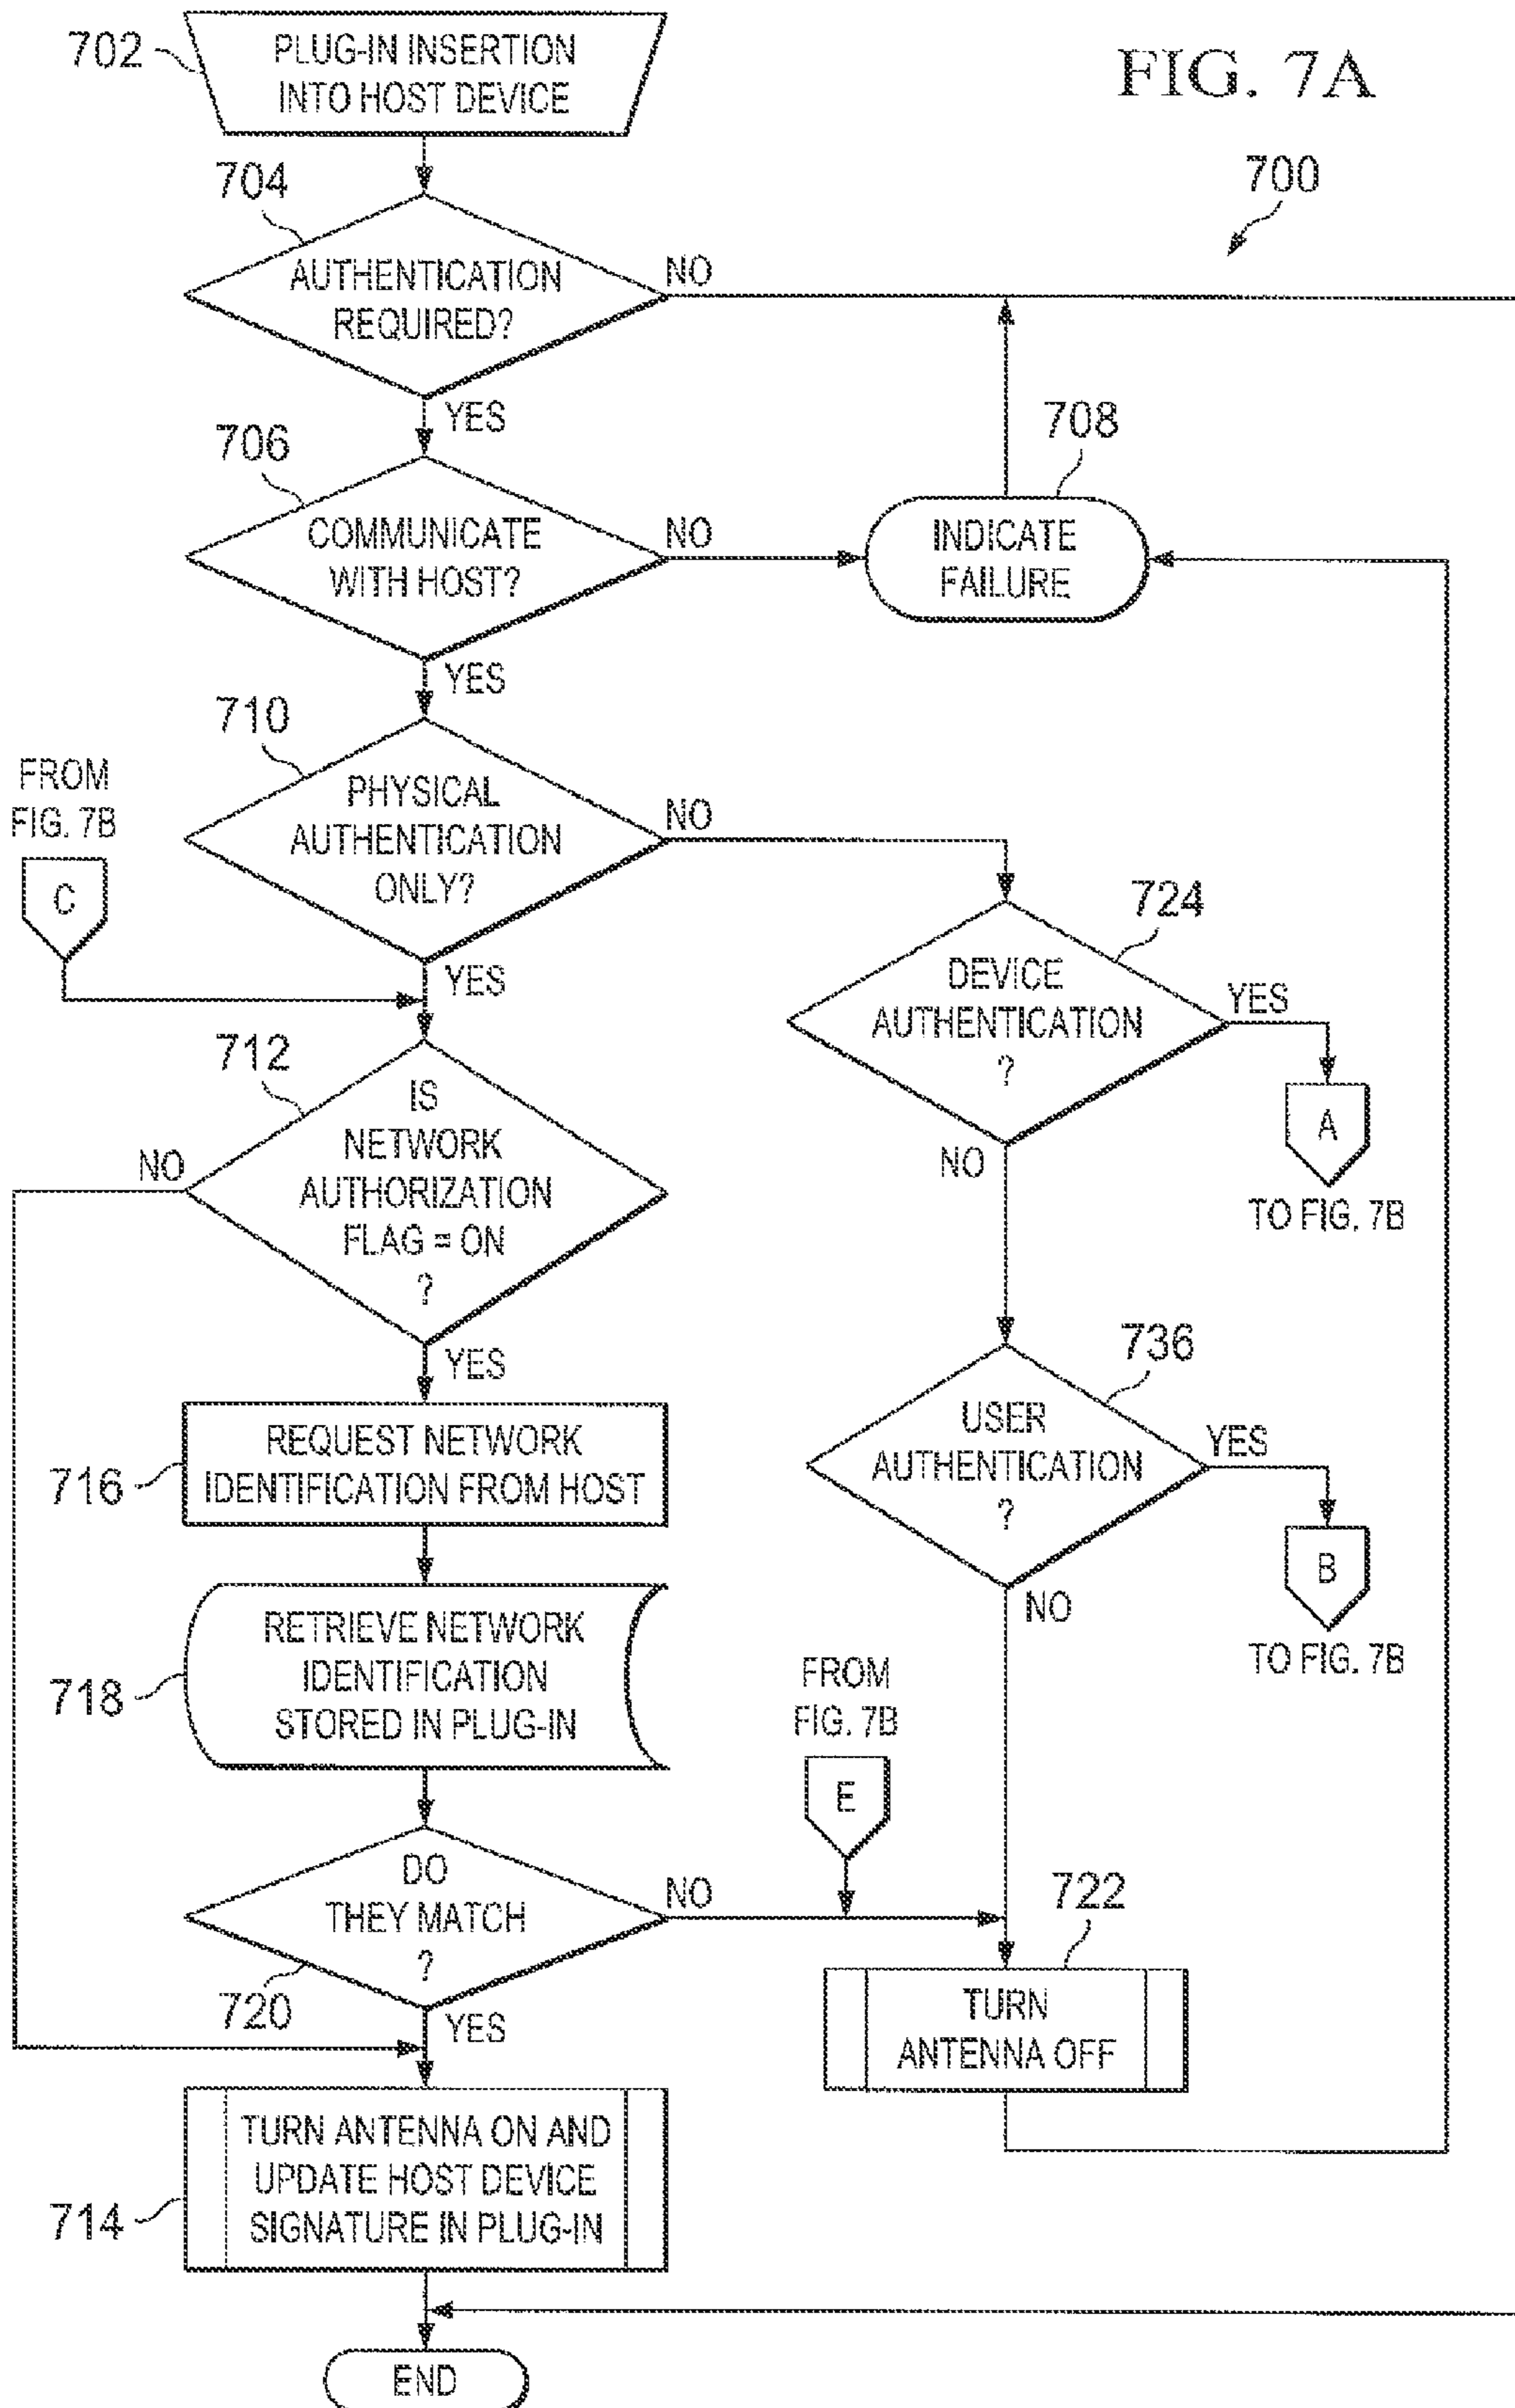 FIG. 7A
700
702
PLUG-IN INSERTION
INTO HOST DEVICE
704
AUTHENTICATION
REQUIRED?
NO
YES
706
COMMUNICATE
WITH HOST?
NO
YES
708
INDICATE
FAILURE
710
PHYSICAL
AUTHENTICATION
ONLY?
NO
YES
FROM
FIG. 7B
C
724
DEVICE
AUTHENTICATION
?
YES
NO
A
TO FIG. 7B
712
IS
NETWORK
AUTHORIZATION
FLAG = ON
?
NO
YES
736
USER
AUTHENTICATION
?
YES
NO
B
TO FIG. 7B
716
REQUEST NETWORK
IDENTIFICATION FROM HOST
718
RETRIEVE NETWORK
IDENTIFICATION
STORED IN PLUG-IN
FROM
FIG. 7B
E
720
DO
THEY MATCH
?
NO
YES
722
TURN
ANTENNA OFF
714
TURN ANTENNA ON AND
UPDATE HOST DEVICE
SIGNATURE IN PLUG-IN
END